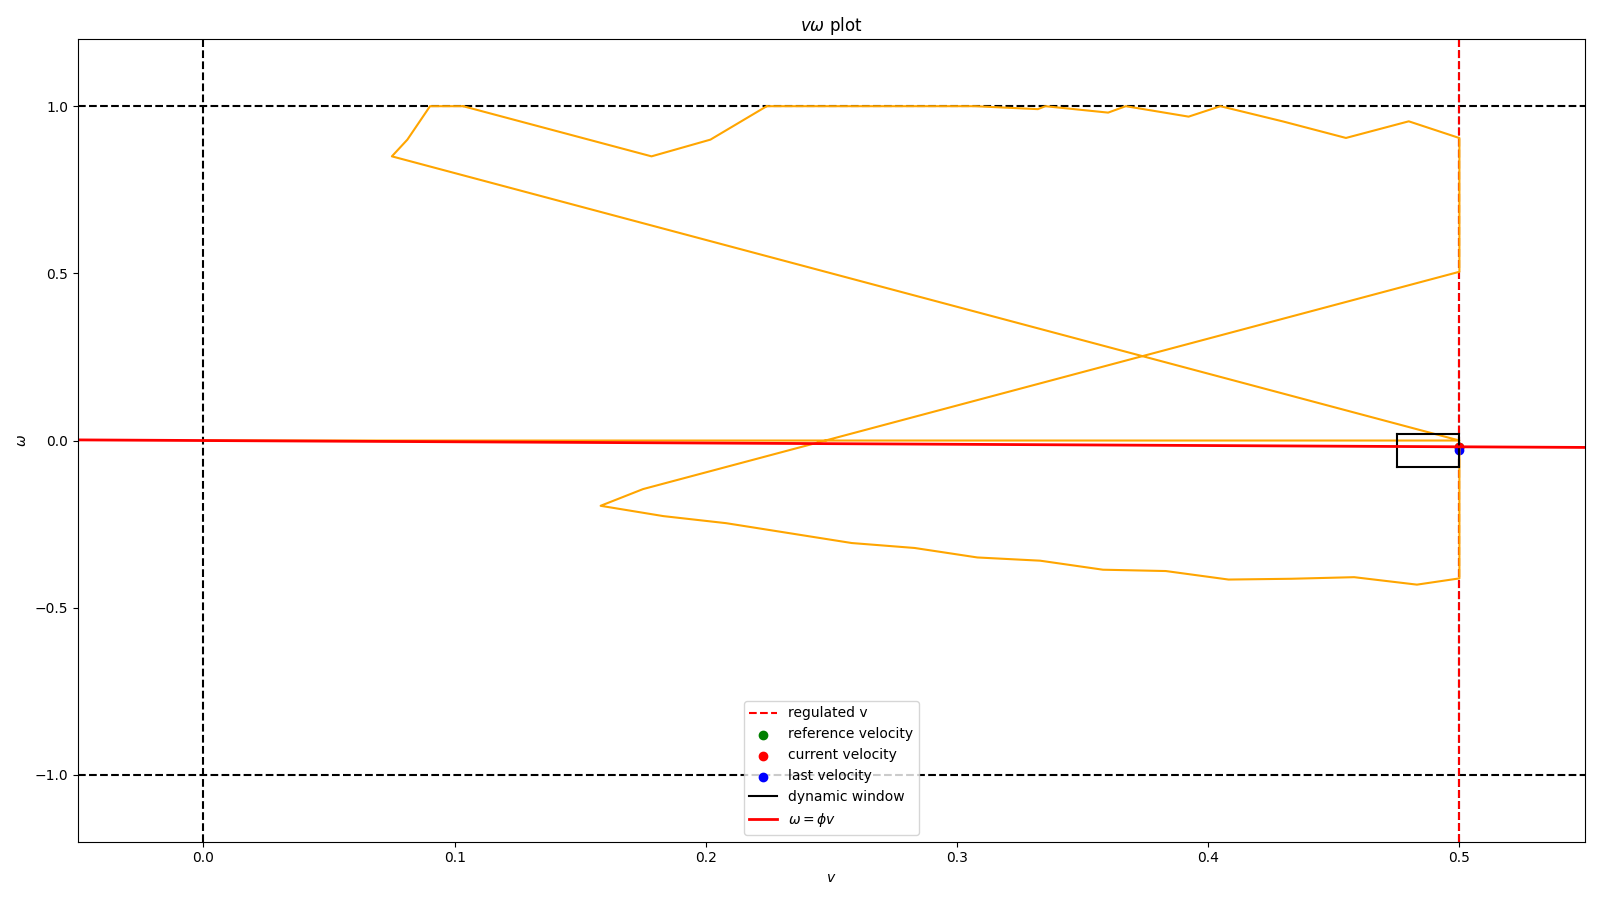 vω plot
1.0
0.5
0.0
−0.5
−1.0
ω
0.0
0.1
0.2
0.3
0.4
0.5
v
regulated v
reference velocity
current velocity
last velocity
dynamic window
ω = ϕv